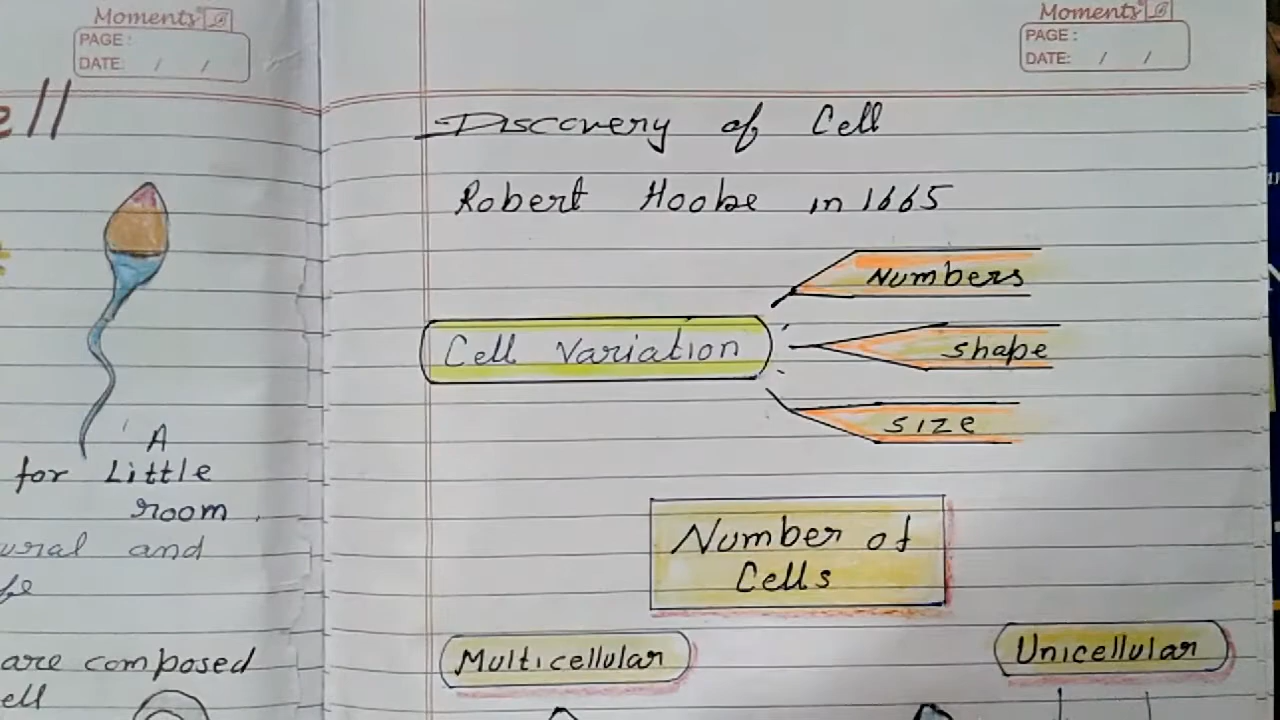 Moments
PAGE:
DATE: / /
ell
A
for Little
room
ural and
are composed
ell
Moments
PAGE:
DATE: / /
Discovery of Cell
Robert Hooke in 1665
Cell Variation
Numbers
shape
size
Number of
Cells
Multicellular
Unicellular